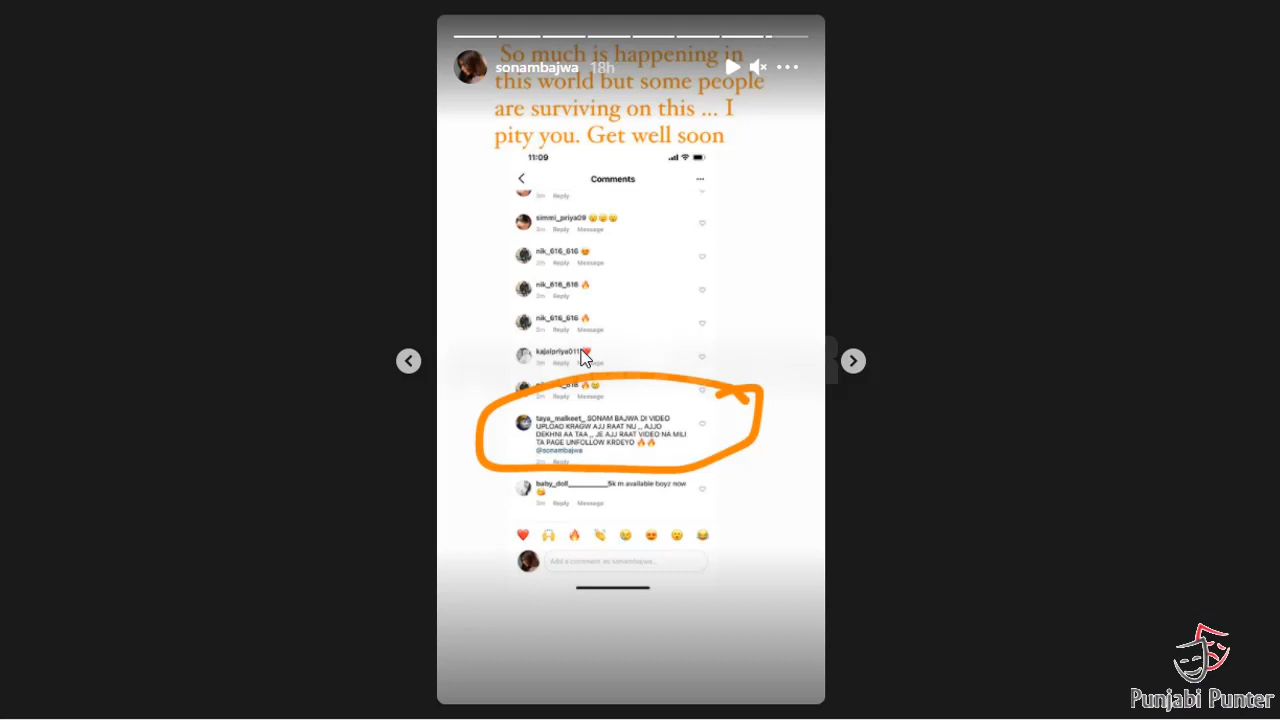 So much is happening in
sonambajwa 18h
this world but some people
are surviving on this ... I
pity you. Get well soon
11:09
Comments
3m Reply
simmi_priya09 😢😢😢
3m Reply Message
nik_616_616 😍
3m Reply Message
nik_616_616 🔥
3m Reply
nik_616_616 🔥
3m Reply Message
kajalpriya011 ❤️
3m Reply
🔥
2m Reply Message
taya_malkeet_ SONAM BAJWA DI VIDEO
UPLOAD KRAGW AJJ RAAT NU ,, AJJO
DEKHNI AA TAA ,, JE AJJ RAAT VIDEO NA MILI
TA PAGE UNFOLLOW KRDEYO 🔥🔥
@sonambajwa
2m Reply
baby_doll__________5k m available boyz now
3m Reply Message
❤️ 🙌 🔥 👏 😢 😍 😮 😂
Add a comment as sonambajwa...
Punjabi Punter